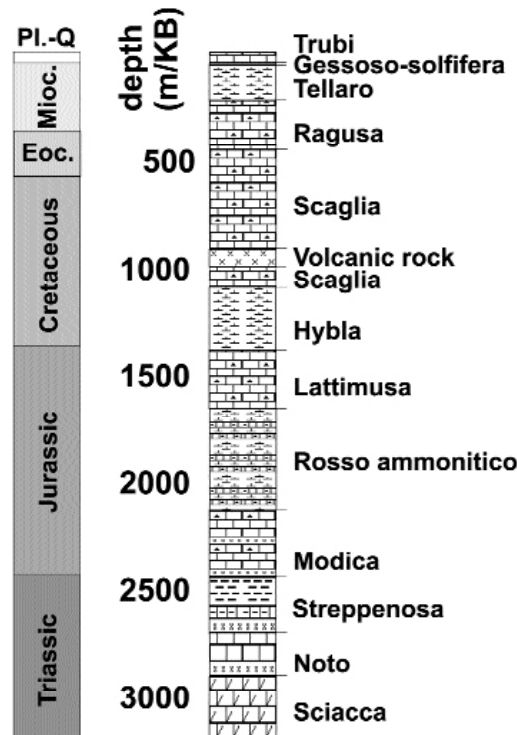 Pl.-Q
Mioc.
Eoc.
Cretaceous
Jurassic
Triassic
depth
(m/KB)
500
1000
1500
2000
2500
3000
Trubi
Gessoso-solfifera
Tellaro
Ragusa
Scaglia
Volcanic rock
Scaglia
Hybla
Lattimusa
Rosso ammonitico
Modica
Streppenosa
Noto
Sciacca